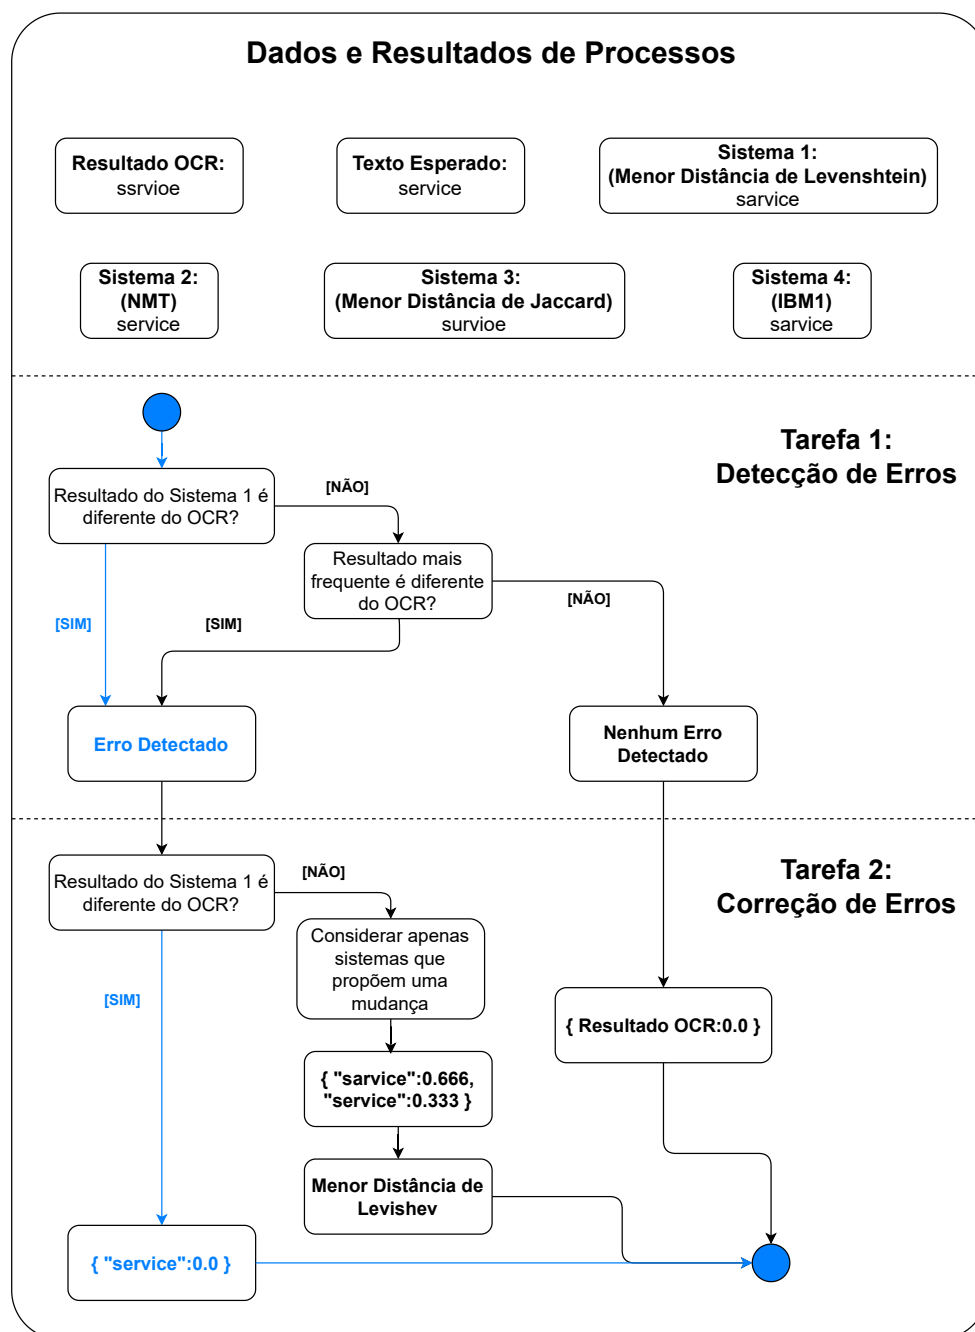 Dados e Resultados de Processos
Resultado OCR:
ssrvioe
Texto Esperado:
service
Sistema 1:
(Menor Distância de Levenshtein)
sarvice
Sistema 2:
(NMT)
service
Sistema 3:
(Menor Distância de Jaccard)
survioe
Sistema 4:
(IBM1)
sarvice
Tarefa 1:
Detecção de Erros
Resultado do Sistema 1 é
diferente do OCR?
[NÃO]
Resultado mais
frequente é diferente
do OCR?
[NÃO]
[SIM]
[SIM]
Erro Detectado
Nenhum Erro
Detectado
Tarefa 2:
Correção de Erros
Resultado do Sistema 1 é
diferente do OCR?
[NÃO]
Considerar apenas
sistemas que
propõem uma
mudança
[SIM]
{ Resultado OCR:0.0 }
{ "sarvice":0.666,
"service":0.333 }
Menor Distância de
Levishev
{ "service":0.0 }